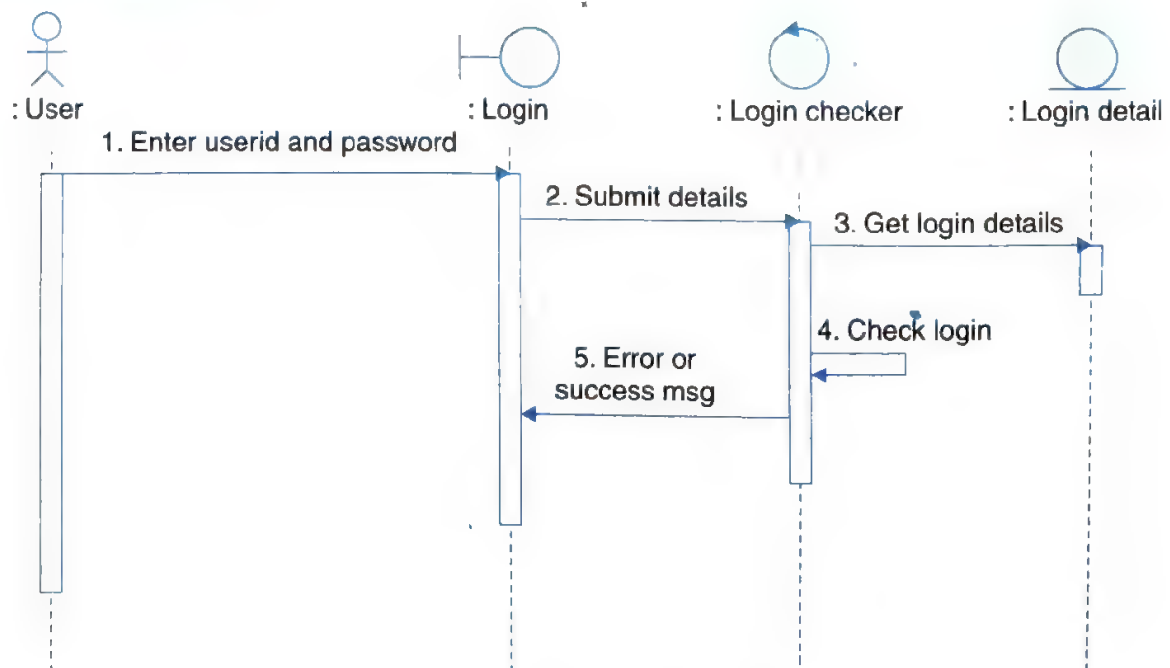 : User
: Login
: Login checker
: Login detail
1. Enter userid and password
2. Submit details
3. Get login details
4. Check login
5. Error or
success msg